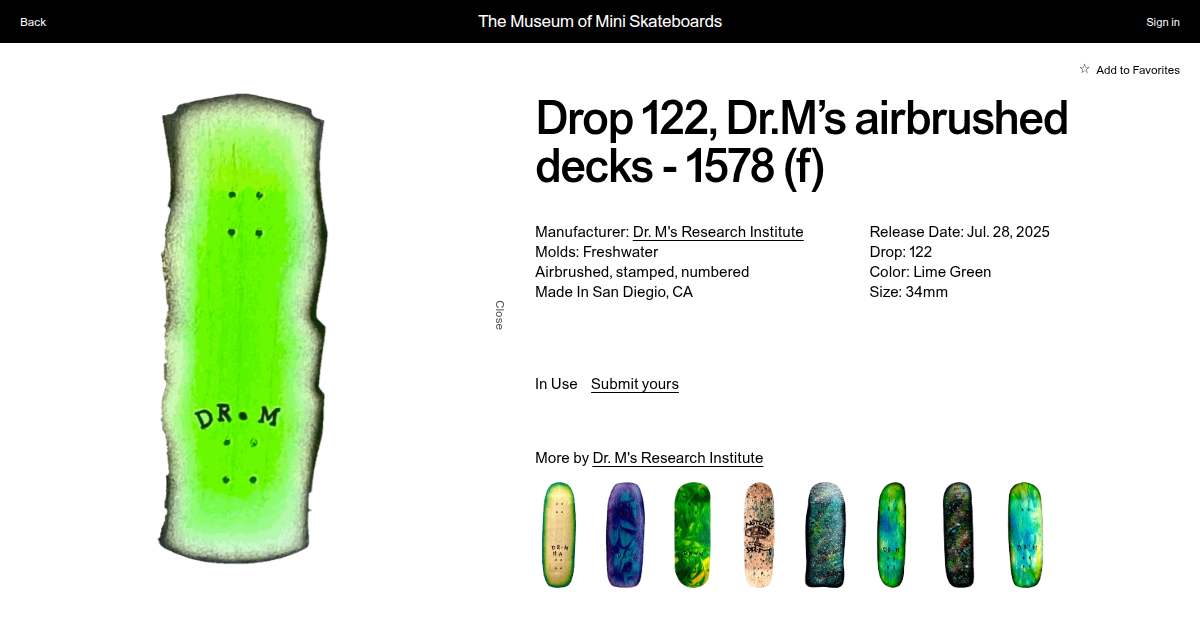 Back
The Museum of Mini Skateboards
Sign in
☆ Add to Favorites
Drop 122, Dr.M’s airbrushed
decks - 1578 (f)
Manufacturer: Dr. M's Research Institute
Molds: Freshwater
Airbrushed, stamped, numbered
Made In San Diegio, CA
Release Date: Jul. 28, 2025
Drop: 122
Color: Lime Green
Size: 34mm
DR•M
Close
In Use Submit yours
More by Dr. M's Research Institute